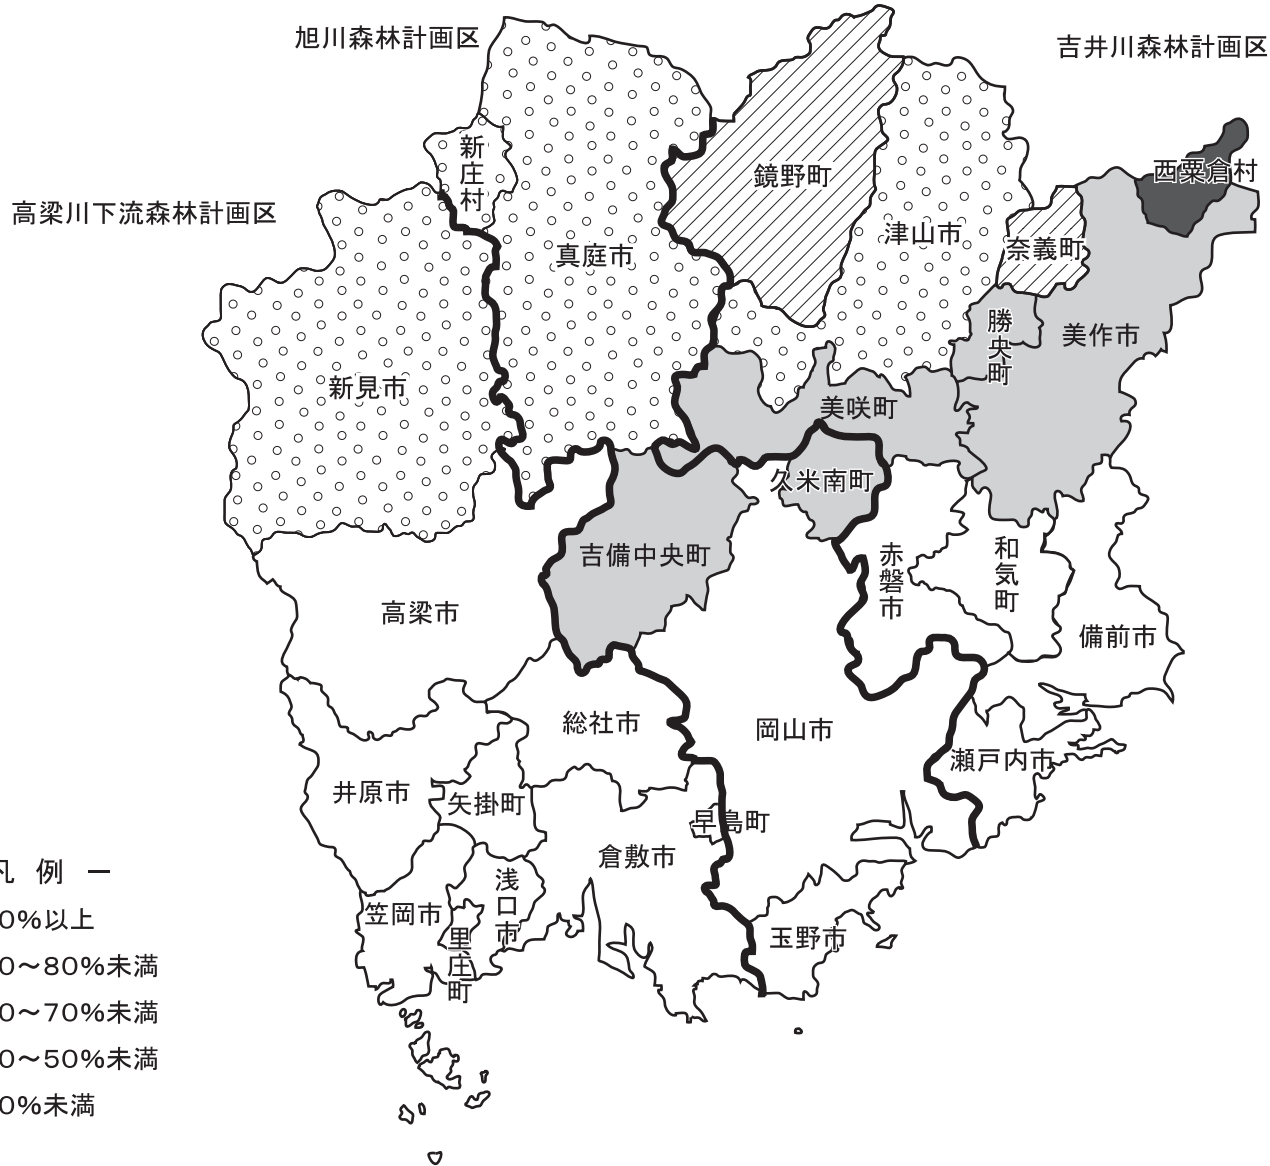 旭川森林計画区
吉井川森林計画区
高梁川下流森林計画区
新庄村
鏡野町
西粟倉村
真庭市
津山市
奈義町
勝央町
美作市
新見市
美咲町
久米南町
吉備中央町
赤磐市
和気町
高梁市
備前市
総社市
岡山市
瀬戸内市
井原市
矢掛町
早島町
倉敷市
浅口市
笠岡市
里庄町
玉野市
凡 例 ー
0%以上
0〜80%未満
0〜70%未満
0〜50%未満
0%未満